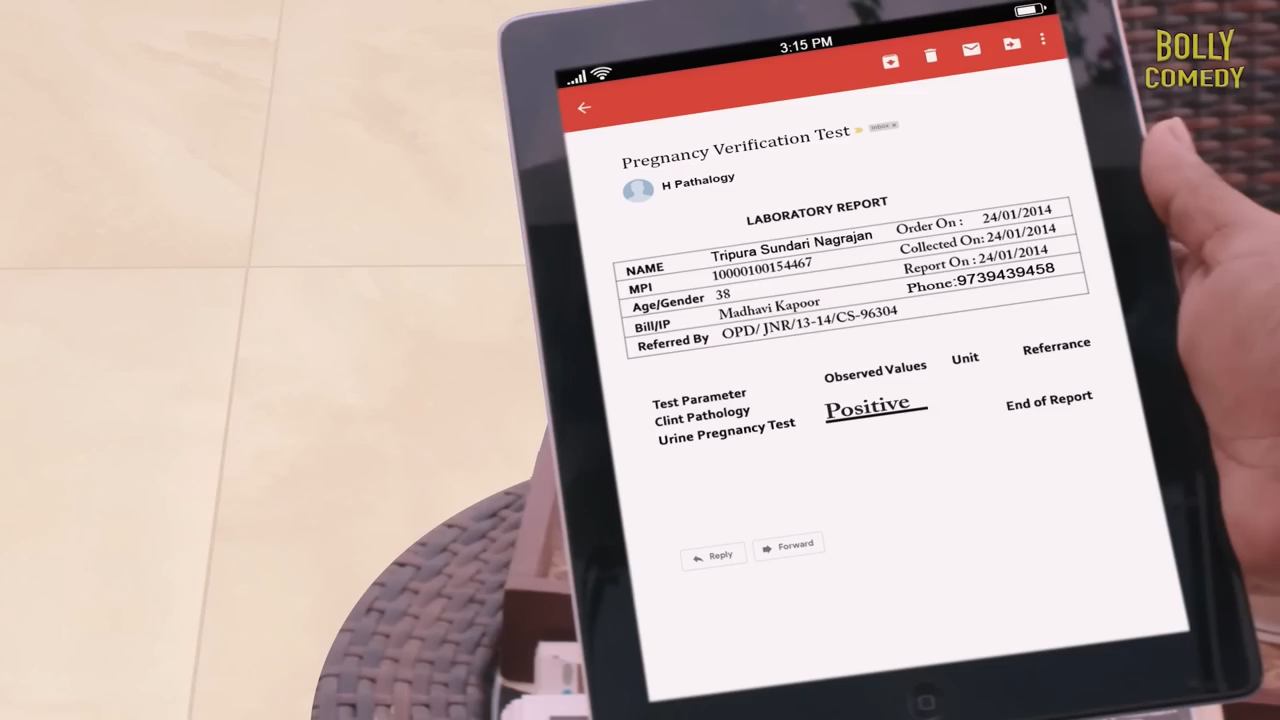 BOLLY
COMEDY
3:15 PM
Pregnancy Verification Test Inbox x
H Pathalogy
LABORATORY REPORT
NAME Tripura Sundari Nagrajan Order On : 24/01/2014
MPI 10000100154467 Collected On: 24/01/2014
Age/Gender 38 Report On : 24/01/2014
Bill/IP Madhavi Kapoor Phone:9739439458
Referred By OPD/ JNR/13-14/CS-96304
Test Parameter Observed Values Unit Referrance
Clint Pathology
Urine Pregnancy Test Positive End of Report
Reply Forward